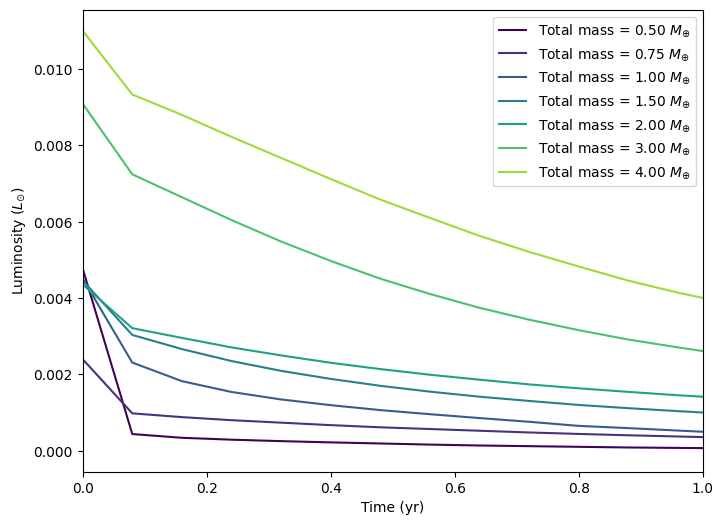 Total mass = 0.50 M⊕
Total mass = 0.75 M⊕
Total mass = 1.00 M⊕
Total mass = 1.50 M⊕
Total mass = 2.00 M⊕
Total mass = 3.00 M⊕
Total mass = 4.00 M⊕
Luminosity (L⊙)
0.010
0.008
0.006
0.004
0.002
0.000
0.0 0.2 0.4 0.6 0.8 1.0
Time (yr)